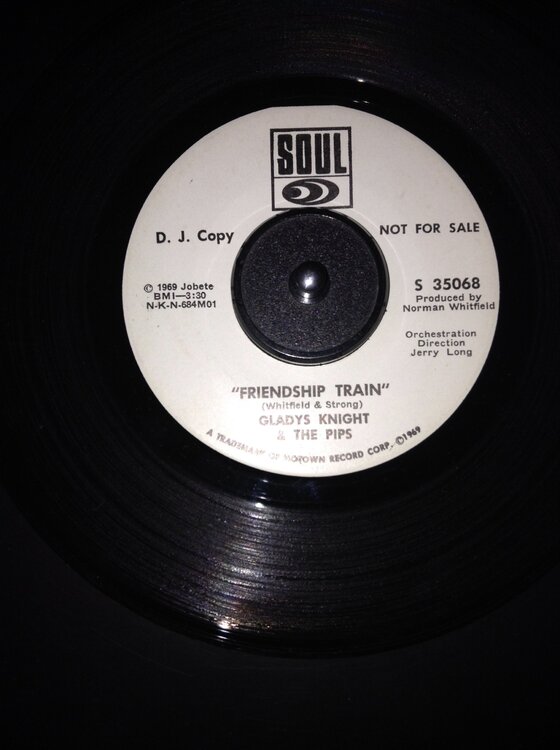 SOUL
D. J. Copy
NOT FOR SALE
© 1969 Jobete
BMI—3:30
N-K-N-684M01
S 35068
Produced by
Norman Whitfield
Orchestration
Direction
Jerry Long
"FRIENDSHIP TRAIN"
(Whitfield & Strong)
GLADYS KNIGHT
& THE PIPS
A TRADEMARK OF MOTOWN RECORD CORP. ©1969